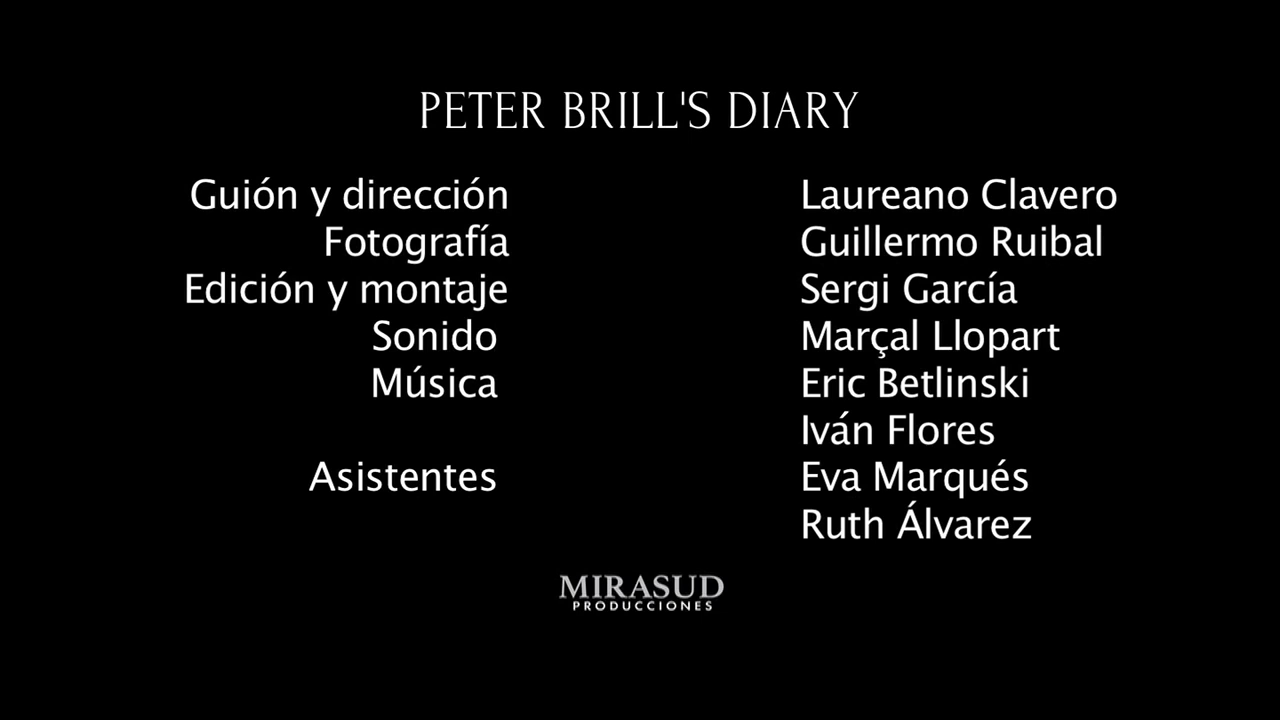 PETER BRILL'S DIARY
Guión y dirección Laureano Clavero
Fotografía Guillermo Ruibal
Edición y montaje Sergi García
Sonido Marçal Llopart
Música Eric Betlinski
Iván Flores
Asistentes Eva Marqués
Ruth Álvarez
MIRASUD
PRODUCCIONES